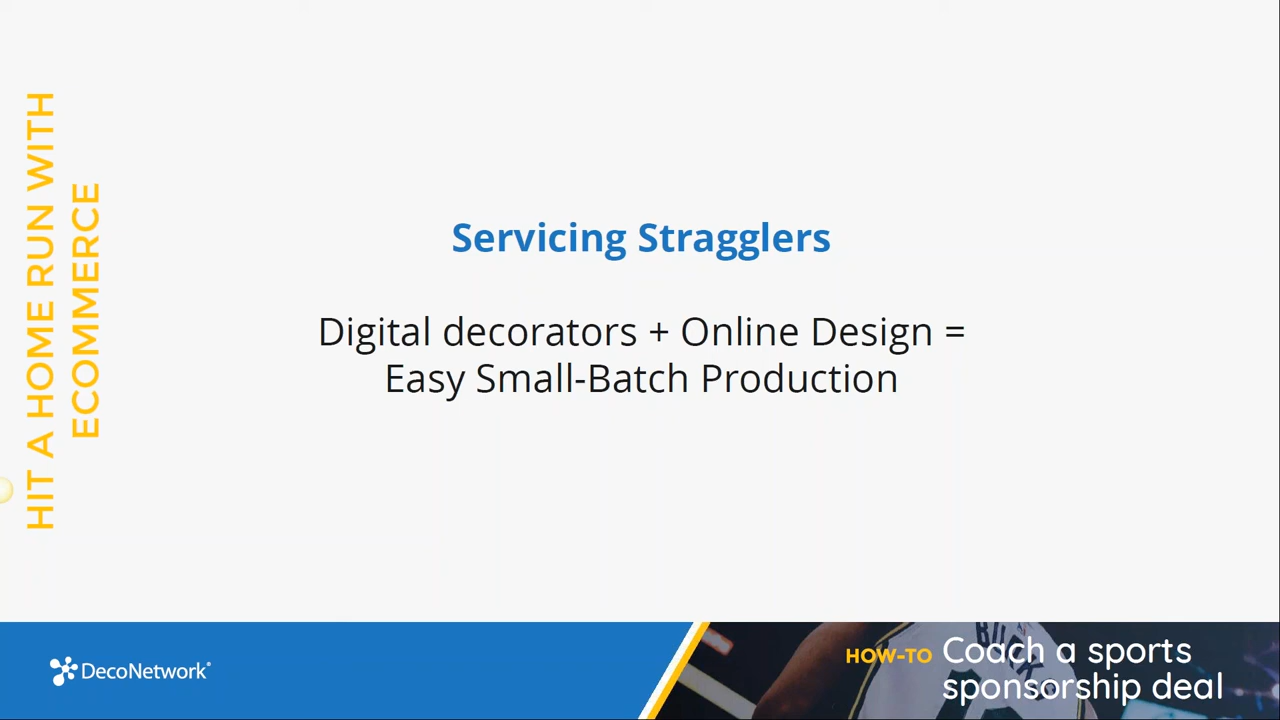 HIT A HOME RUN WITH
ECOMMERCE
Servicing Stragglers
Digital decorators + Online Design =
Easy Small-Batch Production
DecoNetwork
HOW-TO Coach a sports
sponsorship deal